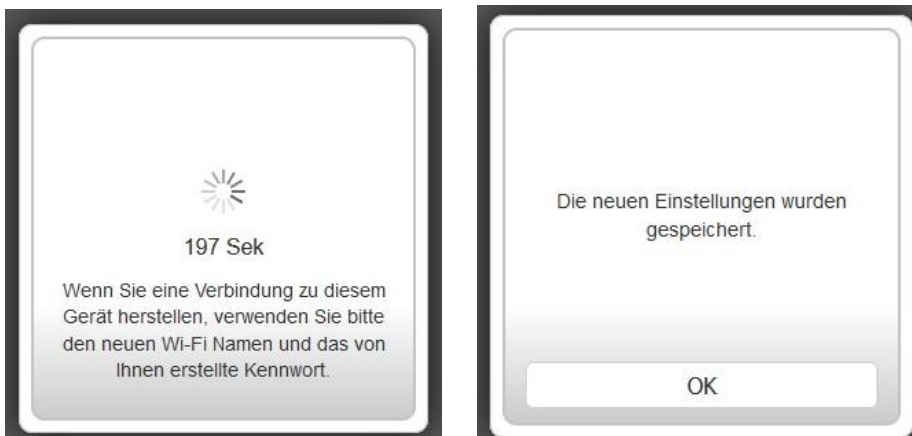 197 Sek
Wenn Sie eine Verbindung zu diesem
Gerät herstellen, verwenden Sie bitte
den neuen Wi-Fi Namen und das von
Ihnen erstellte Kennwort.
Die neuen Einstellungen wurden
gespeichert.
OK